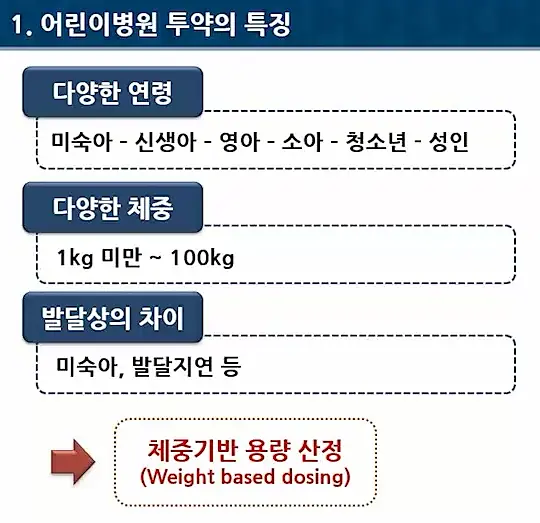 1. 어린이병원 투약의 특징
다양한 연령
미숙아 - 신생아 - 영아 - 소아 - 청소년 - 성인
다양한 체중
1kg 미만 ~ 100kg
발달상의 차이
미숙아, 발달지연 등
체중기반 용량 산정
(Weight based dosing)